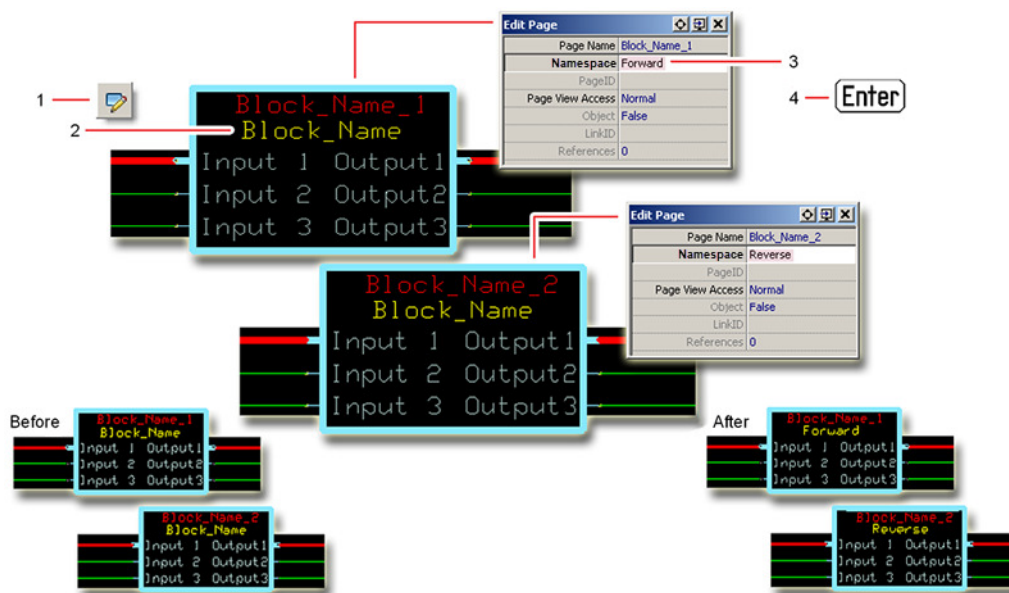 Edit Page
Page Name Block_Name_1
Namespace Forward
PageID
Page View Access Normal
Object False
LinkID
References 0
3
4 Enter
1
2
Block_Name_1
Block_Name
Input 1 Output1
Input 2 Output2
Input 3 Output3
Edit Page
Page Name Block_Name_2
Namespace Reverse
PageID
Page View Access Normal
Object False
LinkID
References 0
Block_Name_2
Block_Name
Input 1 Output1
Input 2 Output2
Input 3 Output3
Before
Block_Name_1
Block_Name
Input 1 Output1
Input 2 Output2
Input 3 Output3
Block_Name_2
Block_Name
Input 1 Output1
Input 2 Output2
Input 3 Output3
After
Block_Name_1
Forward
Input 1 Output1
Input 2 Output2
Input 3 Output3
Block_Name_2
Reverse
Input 1 Output1
Input 2 Output2
Input 3 Output3